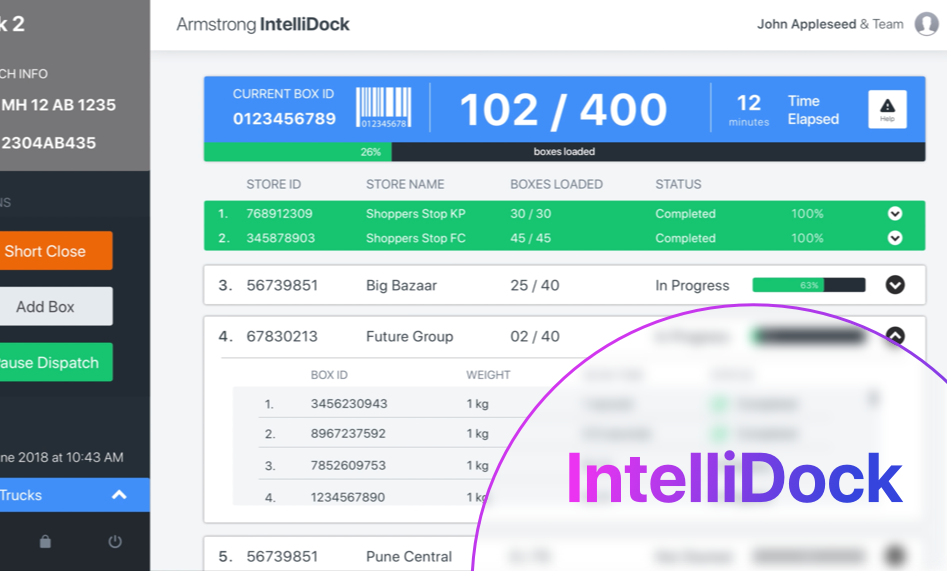 k 2
Armstrong IntelliDock
John Appleseed & Team
CH INFO
MH 12 AB 1235
2304AB435
NS
Short Close
Add Box
ause Dispatch
ne 2018 at 10:43 AM
Trucks
CURRENT BOX ID
0123456789
012345678
102 / 400
12
minutes
Time
Elapsed
Help
26%
boxes loaded
STORE ID STORE NAME BOXES LOADED STATUS
1. 768912309 Shoppers Stop KP 30 / 30 Completed 100%
2. 345878903 Shoppers Stop FC 45 / 45 Completed 100%
3. 56739851 Big Bazaar 25 / 40 In Progress 63%
4. 67830213 Future Group 02 / 40
BOX ID WEIGHT
1. 3456230943 1 kg
2. 8967237592 1 kg
3. 7852609753 1 kg
4. 1234567890 1 kg
IntelliDock
5. 56739851 Pune Central